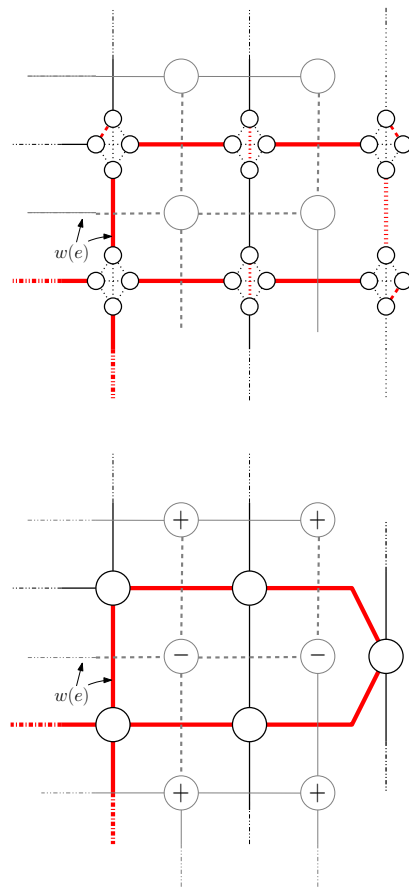 w(e)
+ +
− −
w(e)
+ +